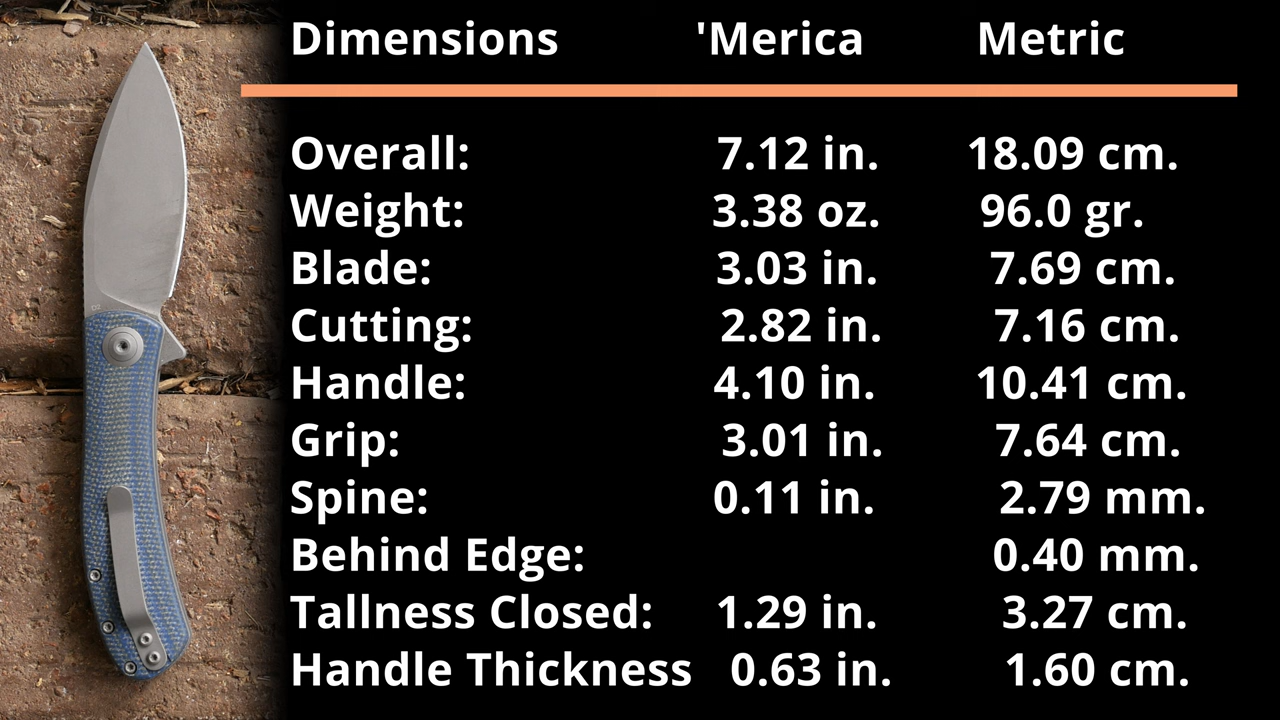 Dimensions 'Merica Metric
Overall: 7.12 in. 18.09 cm.
Weight: 3.38 oz. 96.0 gr.
Blade: 3.03 in. 7.69 cm.
Cutting: 2.82 in. 7.16 cm.
Handle: 4.10 in. 10.41 cm.
Grip: 3.01 in. 7.64 cm.
Spine: 0.11 in. 2.79 mm.
Behind Edge: 0.40 mm.
Tallness Closed: 1.29 in. 3.27 cm.
Handle Thickness 0.63 in. 1.60 cm.